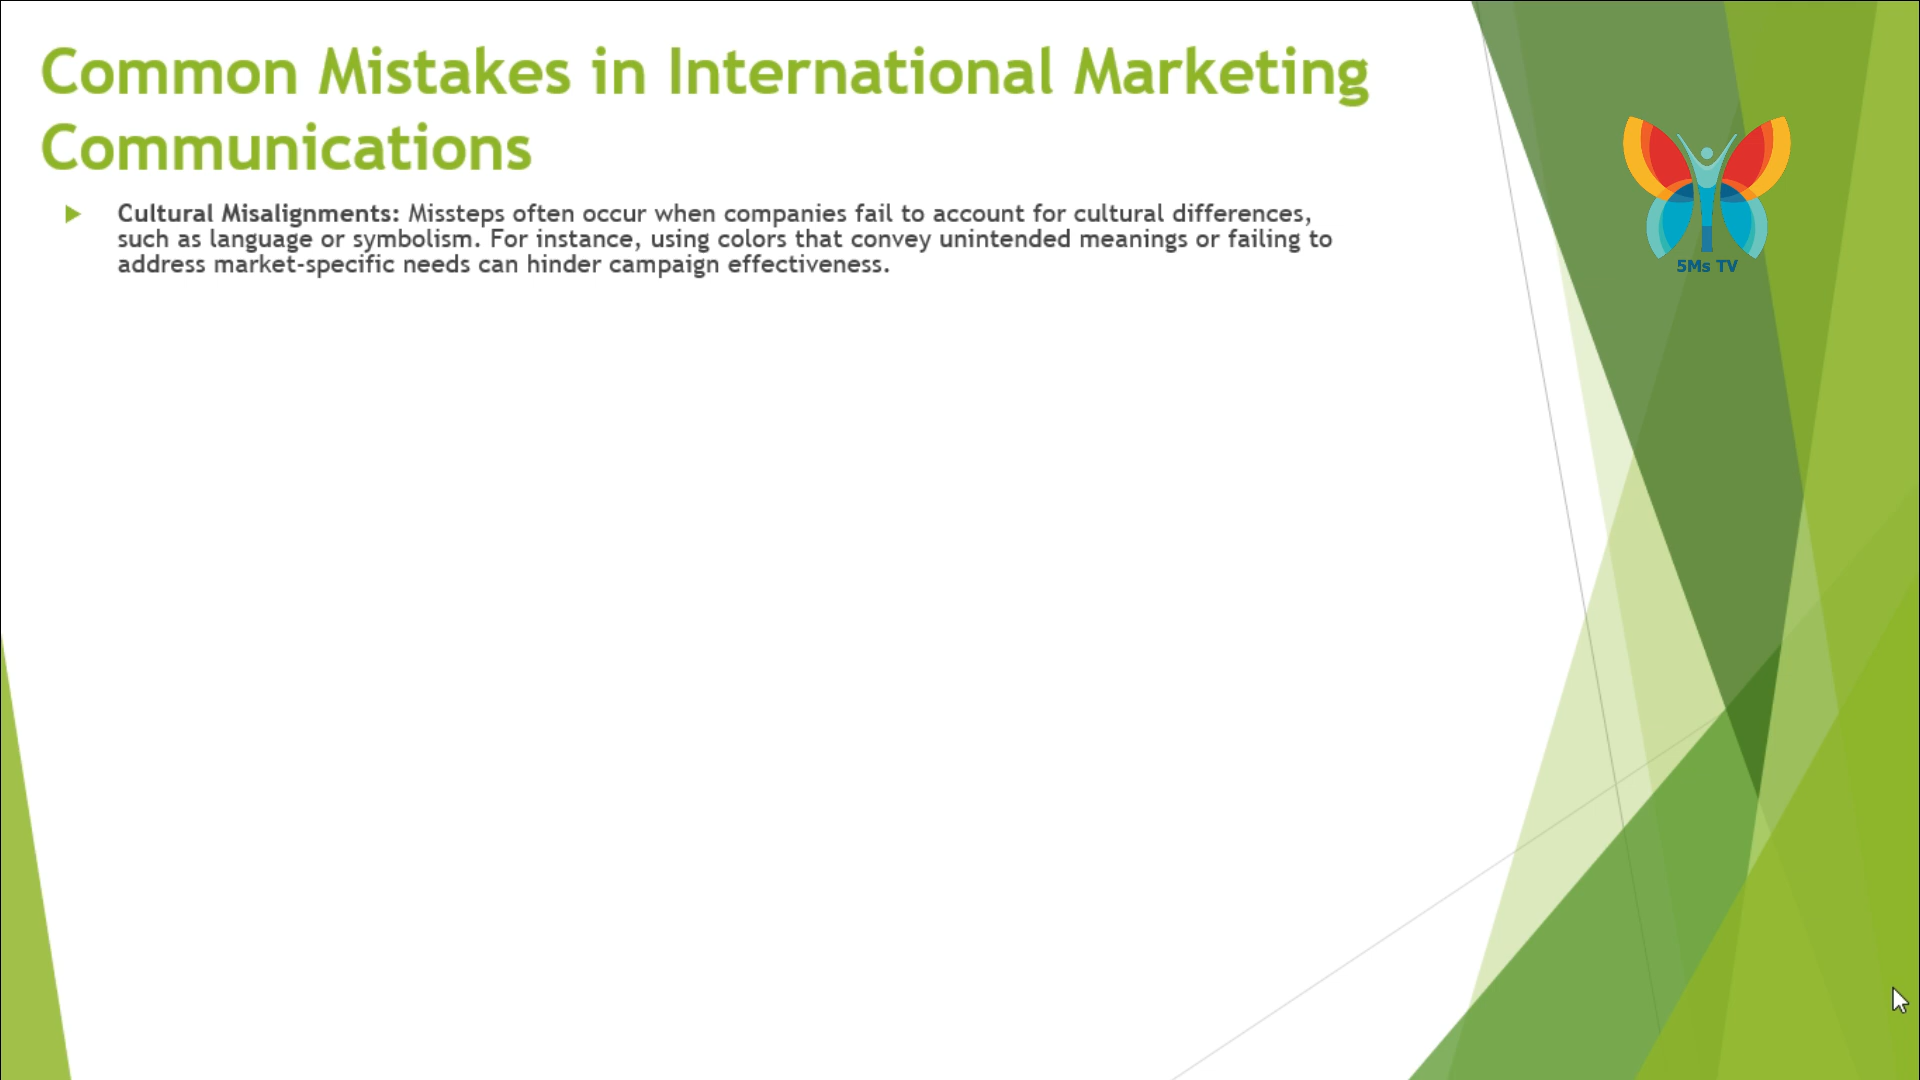 Common Mistakes in International Marketing
Communications
Cultural Misalignments: Missteps often occur when companies fail to account for cultural differences,
such as language or symbolism. For instance, using colors that convey unintended meanings or failing to
address market-specific needs can hinder campaign effectiveness.
5Ms TV